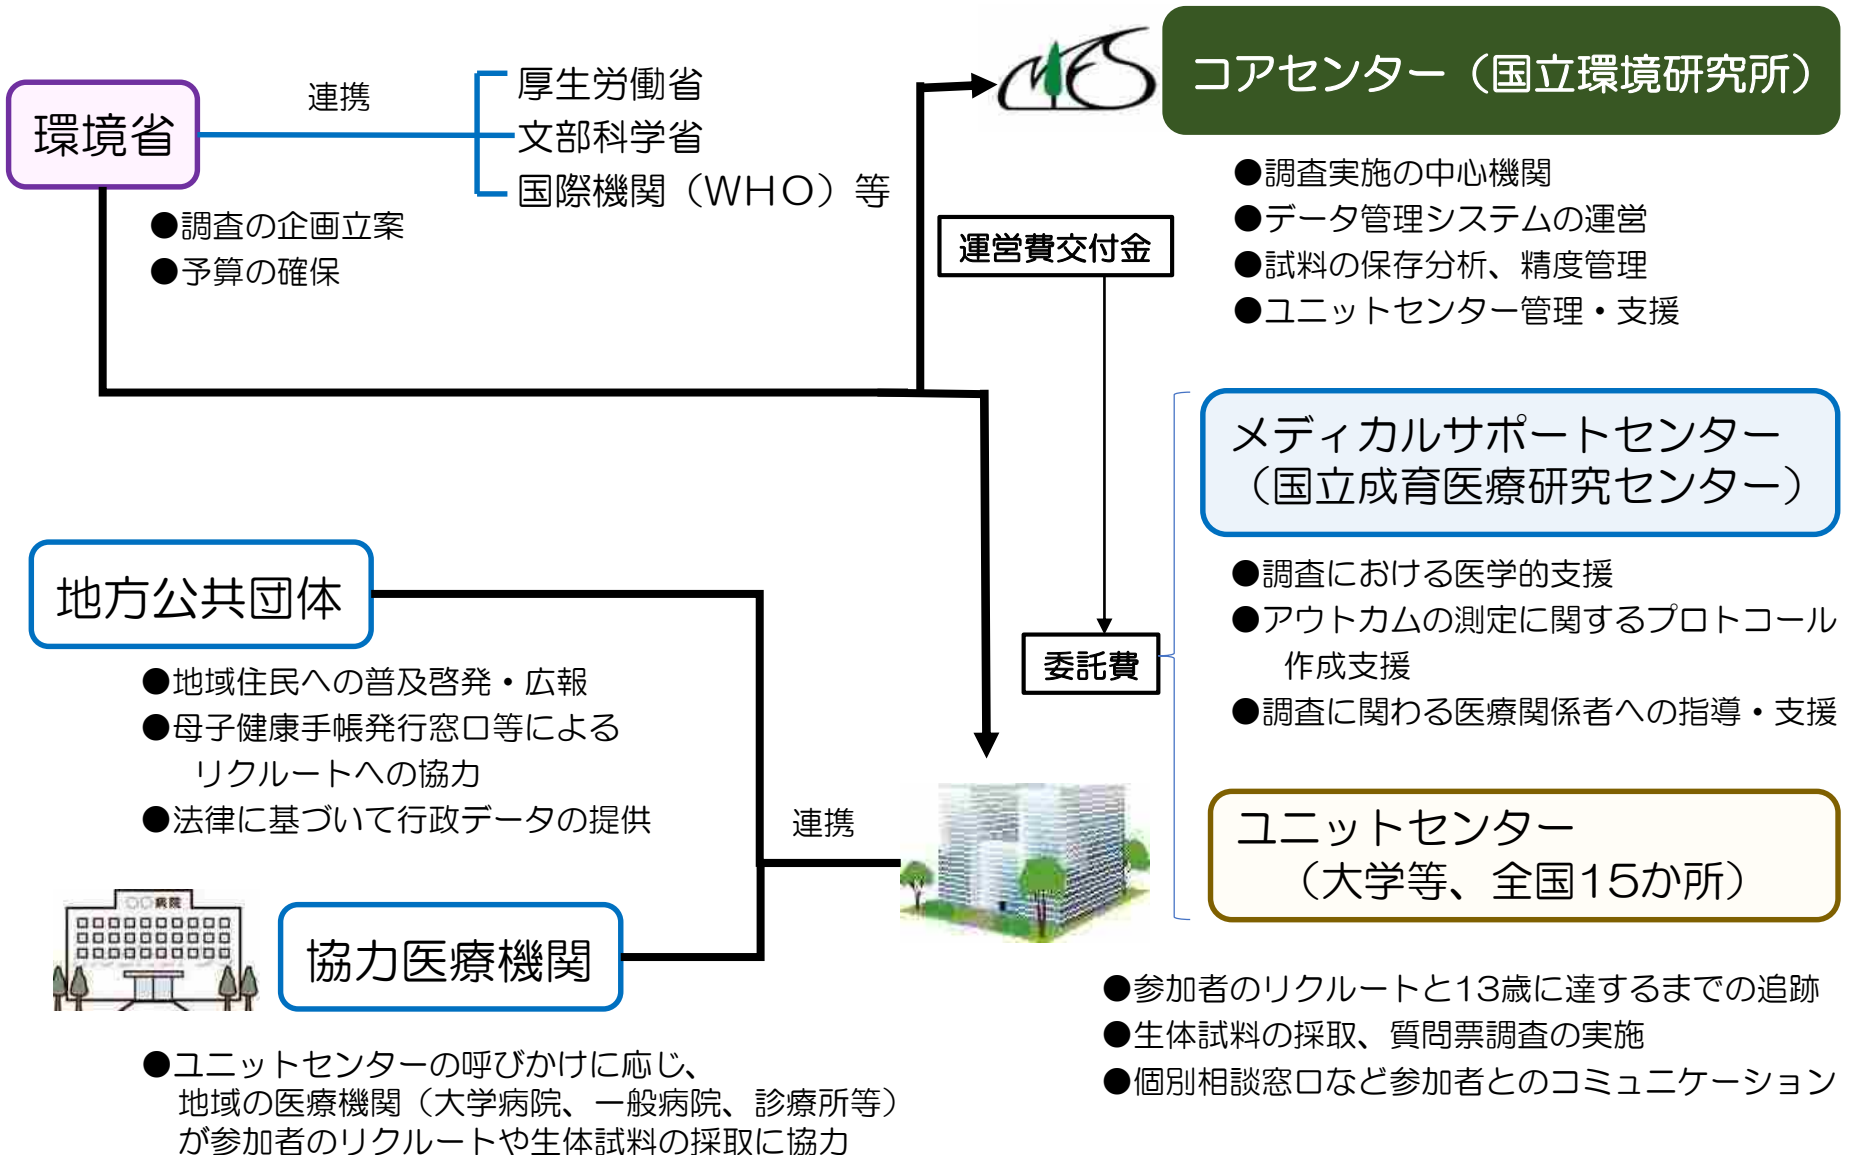 環境省
連携
厚生労働省
文部科学省
国際機関（WHO）等
●調査の企画立案
●予算の確保
コアセンター（国立環境研究所）
●調査実施の中心機関
●データ管理システムの運営
●試料の保存分析、精度管理
●ユニットセンター管理・支援
運営費交付金
委託費
メディカルサポートセンター
（国立成育医療研究センター）
●調査における医学的支援
●アウトカムの測定に関するプロトコール
作成支援
●調査に関わる医療関係者への指導・支援
地方公共団体
●地域住民への普及啓発・広報
●母子健康手帳発行窓口等による
リクルートへの協力
●法律に基づいて行政データの提供
連携
ユニットセンター
（大学等、全国15か所）
●参加者のリクルートと13歳に達するまでの追跡
●生体試料の採取、質問票調査の実施
●個別相談窓口など参加者とのコミュニケーション
〇〇病院
協力医療機関
●ユニットセンターの呼びかけに応じ、
地域の医療機関（大学病院、一般病院、診療所等）
が参加者のリクルートや生体試料の採取に協力